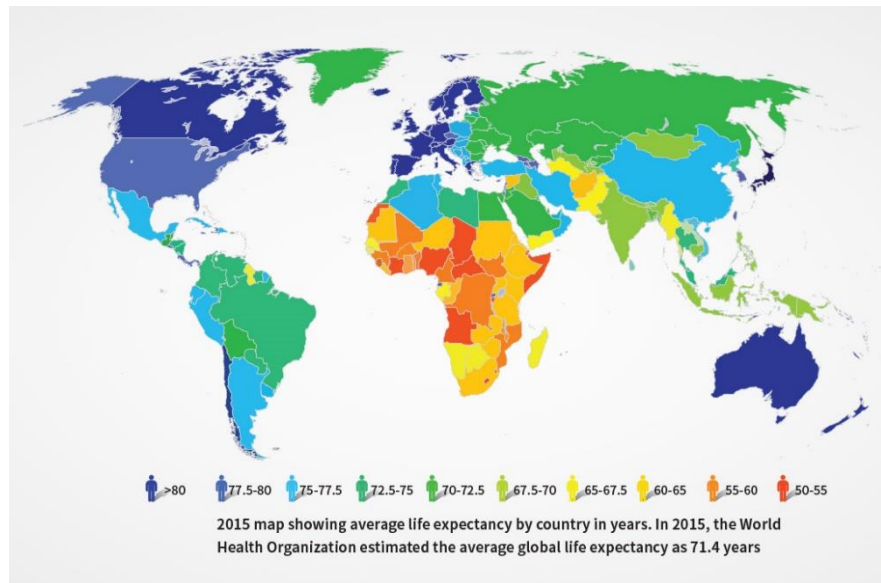 >80 77.5-80 75-77.5 72.5-75 70-72.5 67.5-70 65-67.5 60-65 55-60 50-55
2015 map showing average life expectancy by country in years. In 2015, the World
Health Organization estimated the average global life expectancy as 71.4 years